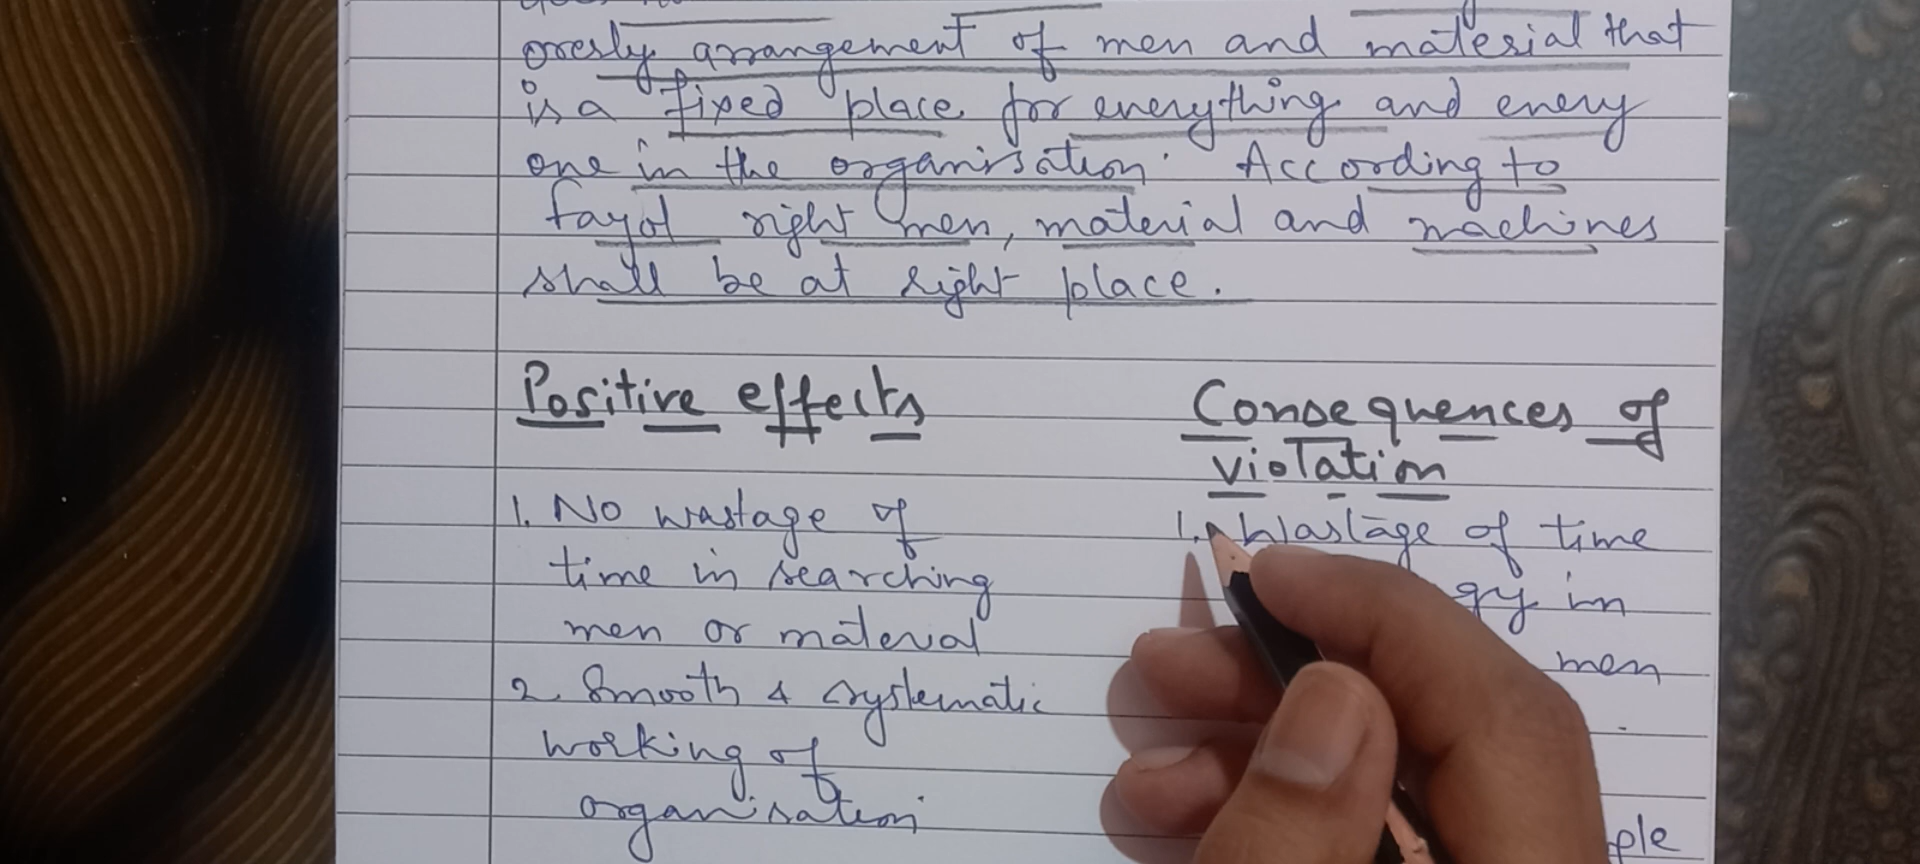 overly arrangement of men and material that
is a fixed place for everything and every
one in the organisation. According to
fayol right men, material and machines
shall be at right place.
Positive effects
Consequences of
violation
1. No wastage of
time in searching
men or material
2 Smooth & systematic
working of
organisation
1. Wastage of time
gy in
men
ple